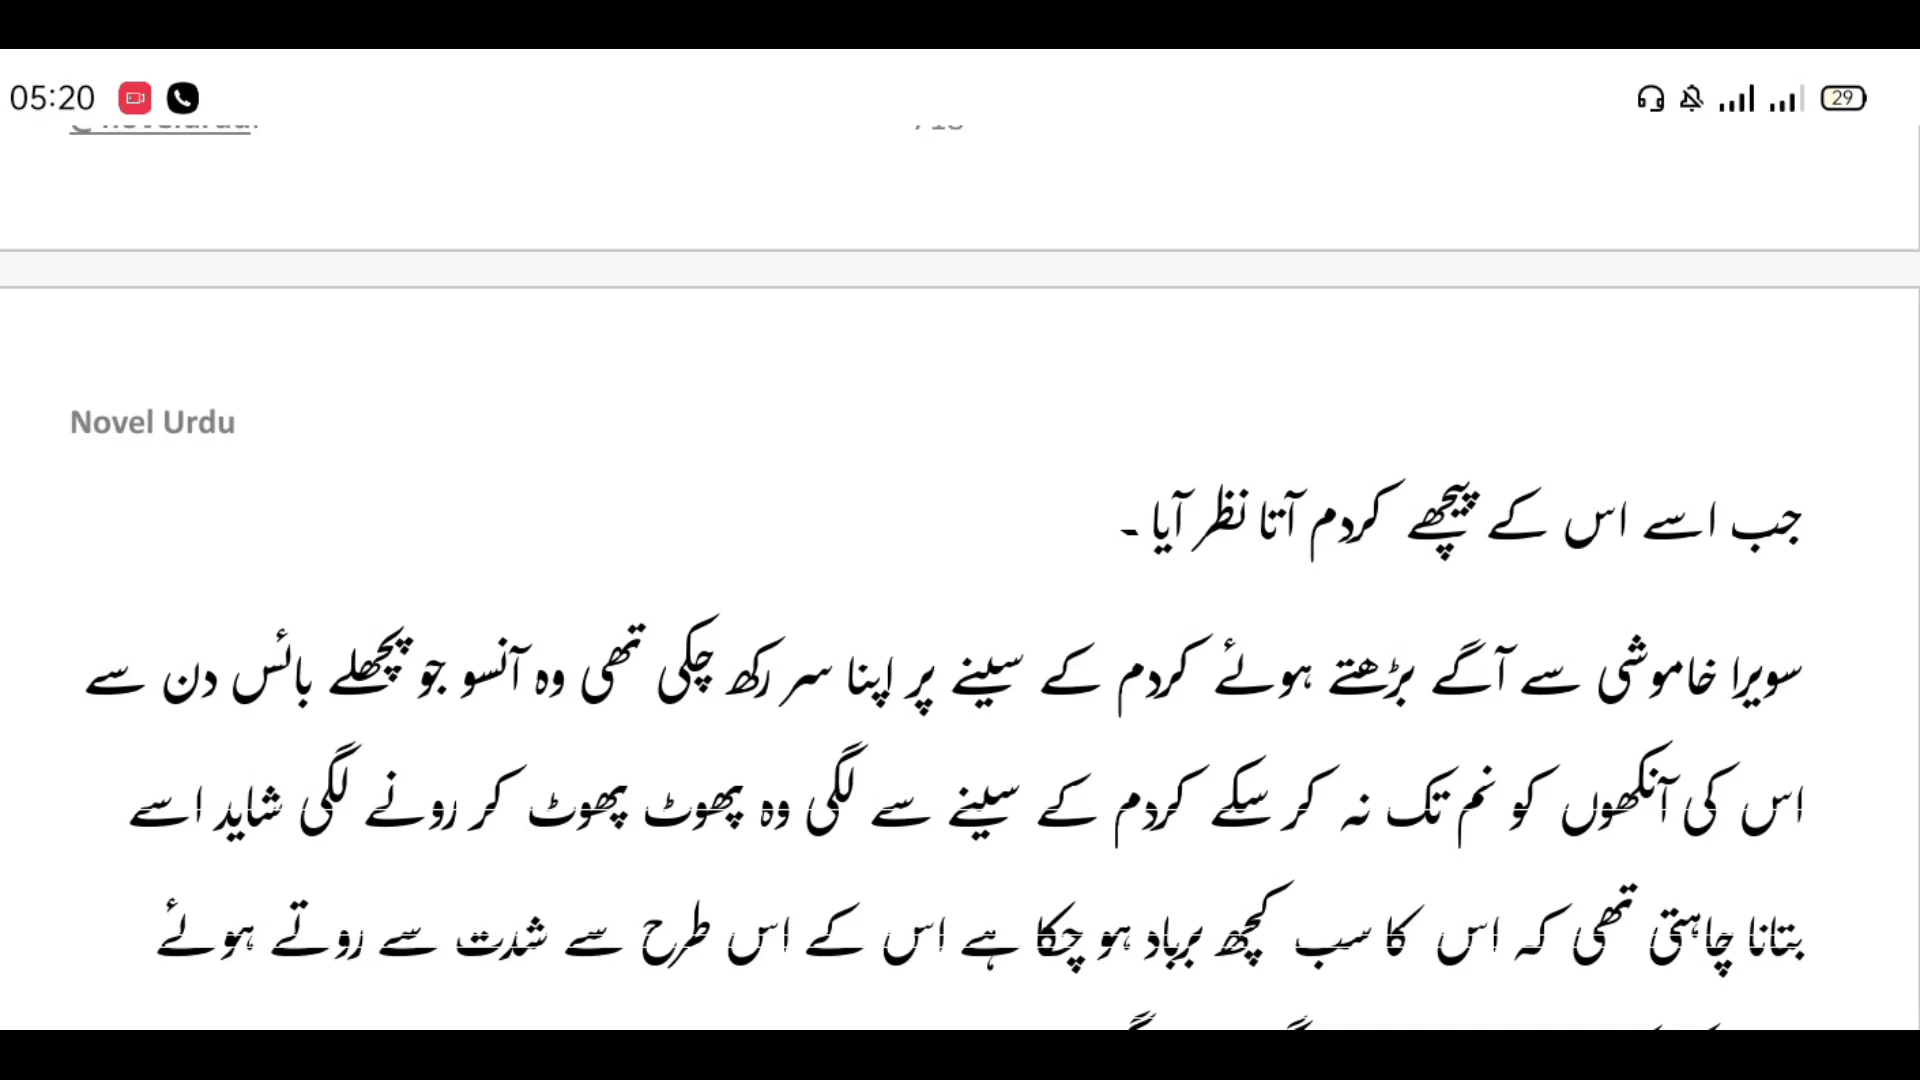 05:20
29
Novel Urdu
جب اسے اس کے پیچھے کردم آتا نظر آیا ۔
سویرا خاموشی سے آگے بڑھتے ہوئے کردم کے سینے پر اپنا سر رکھ چکی تھی وہ آنسو جو پچھلے بائس دن سے
اس کی آنکھوں کو نم تک نہ کر سکے کردم کے سینے سے لگی وہ پھوٹ پھوٹ کر رونے لگی شاید اسے
بتانا چاہتی تھی کہ اس کا سب کچھ برباد ہو چکا ہے اس کے اس طرح سے شدت سے روتے ہوئے